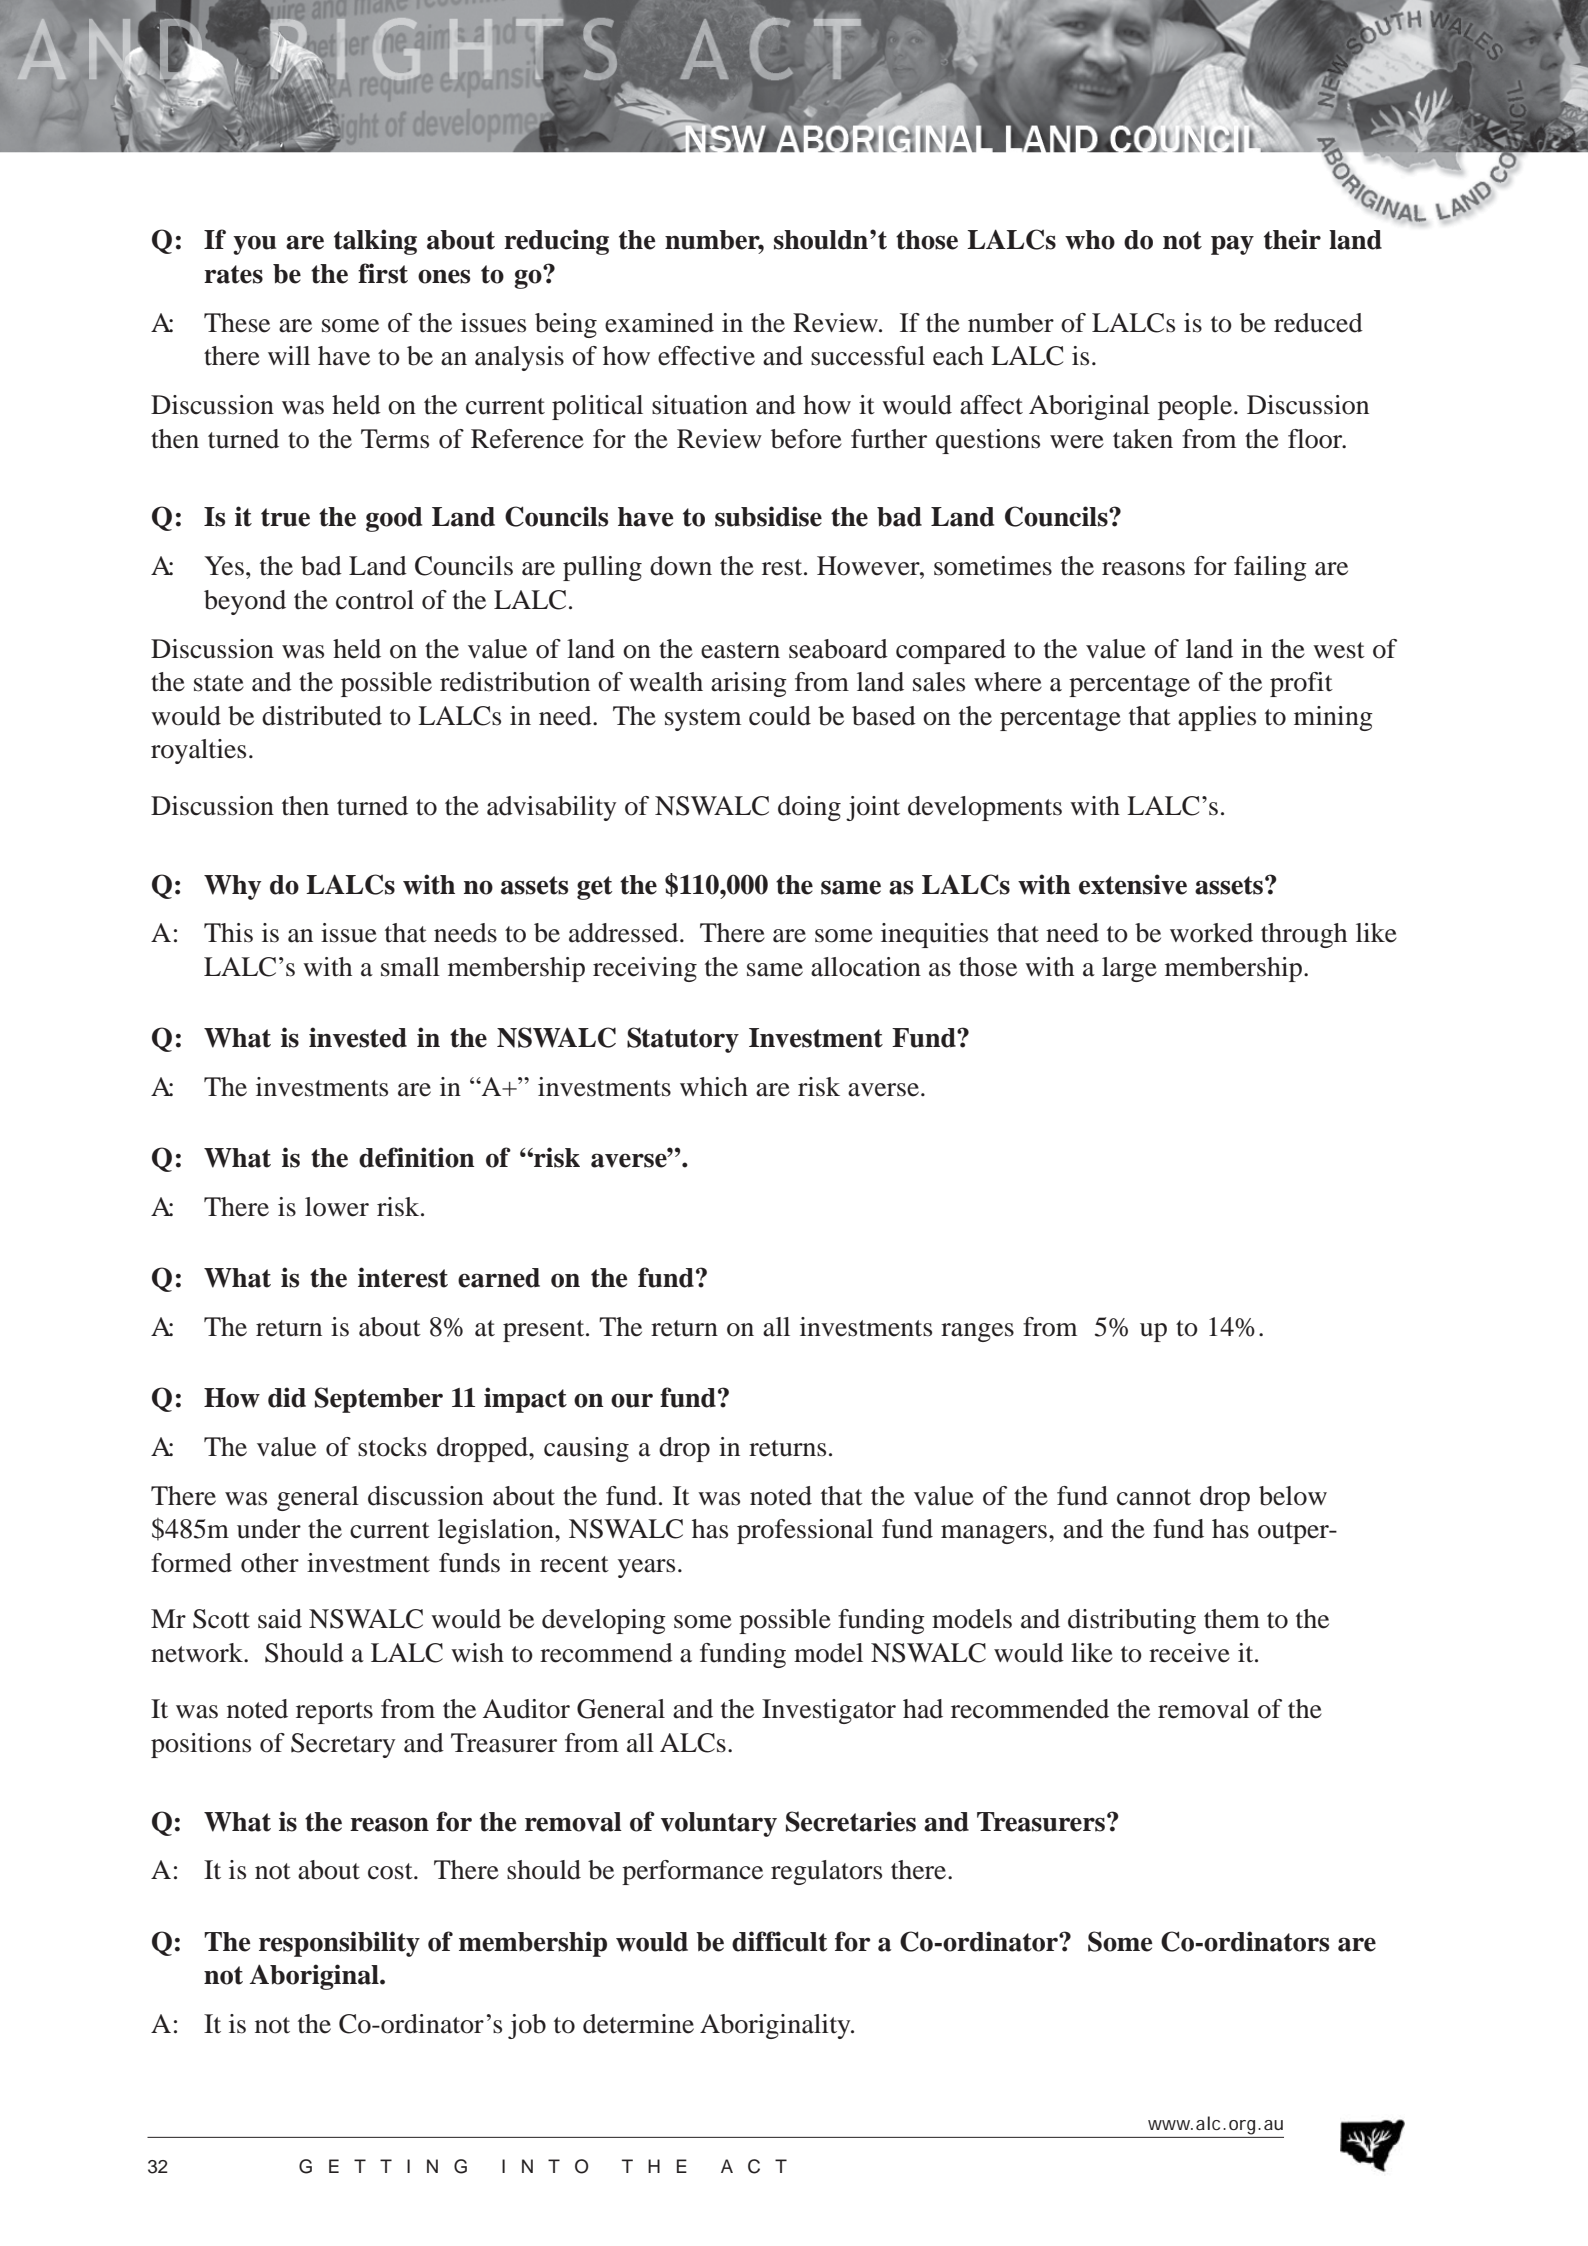 AND RIGHTS ACT
NSW ABORIGINAL LAND COUNCIL
NEW SOUTH WALES
ABORIGINAL LAND COUNCIL
Q: If you are talking about reducing the number, shouldn’t those LALCs who do not pay their land
rates be the first ones to go?
A: These are some of the issues being examined in the Review. If the number of LALCs is to be reduced
there will have to be an analysis of how effective and successful each LALC is.
Discussion was held on the current political situation and how it would affect Aboriginal people. Discussion
then turned to the Terms of Reference for the Review before further questions were taken from the floor.
Q: Is it true the good Land Councils have to subsidise the bad Land Councils?
A: Yes, the bad Land Councils are pulling down the rest. However, sometimes the reasons for failing are
beyond the control of the LALC.
Discussion was held on the value of land on the eastern seaboard compared to the value of land in the west of
the state and the possible redistribution of wealth arising from land sales where a percentage of the profit
would be distributed to LALCs in need. The system could be based on the percentage that applies to mining
royalties.
Discussion then turned to the advisability of NSWALC doing joint developments with LALC’s.
Q: Why do LALCs with no assets get the $110,000 the same as LALCs with extensive assets?
A: This is an issue that needs to be addressed. There are some inequities that need to be worked through like
LALC’s with a small membership receiving the same allocation as those with a large membership.
Q: What is invested in the NSWALC Statutory Investment Fund?
A: The investments are in “A+” investments which are risk averse.
Q: What is the definition of “risk averse”.
A: There is lower risk.
Q: What is the interest earned on the fund?
A: The return is about 8% at present. The return on all investments ranges from 5% up to 14%.
Q: How did September 11 impact on our fund?
A: The value of stocks dropped, causing a drop in returns.
There was general discussion about the fund. It was noted that the value of the fund cannot drop below
$485m under the current legislation, NSWALC has professional fund managers, and the fund has outper-
formed other investment funds in recent years.
Mr Scott said NSWALC would be developing some possible funding models and distributing them to the
network. Should a LALC wish to recommend a funding model NSWALC would like to receive it.
It was noted reports from the Auditor General and the Investigator had recommended the removal of the
positions of Secretary and Treasurer from all ALCs.
Q: What is the reason for the removal of voluntary Secretaries and Treasurers?
A: It is not about cost. There should be performance regulators there.
Q: The responsibility of membership would be difficult for a Co-ordinator? Some Co-ordinators are
not Aboriginal.
A: It is not the Co-ordinator’s job to determine Aboriginality.
www.alc.org.au
32 GETTING INTO THE ACT